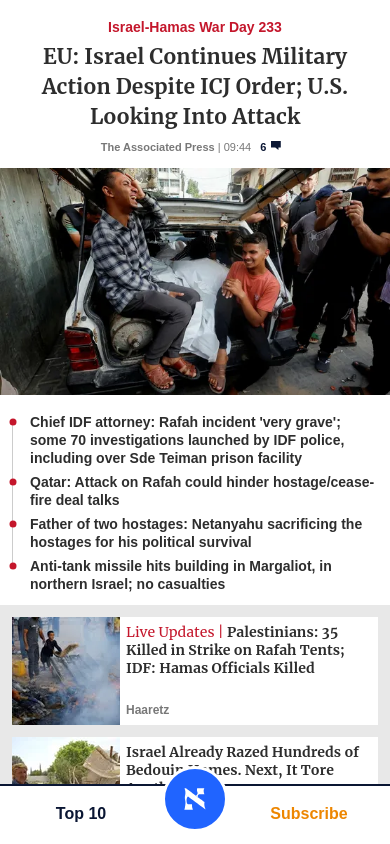 Israel-Hamas War Day 233
EU: Israel Continues Military
Action Despite ICJ Order; U.S.
Looking Into Attack
The Associated Press | 09:44 6
Chief IDF attorney: Rafah incident 'very grave';
some 70 investigations launched by IDF police,
including over Sde Teiman prison facility
Qatar: Attack on Rafah could hinder hostage/cease-
fire deal talks
Father of two hostages: Netanyahu sacrificing the
hostages for his political survival
Anti-tank missile hits building in Margaliot, in
northern Israel; no casualties
Live Updates | Palestinians: 35
Killed in Strike on Rafah Tents;
IDF: Hamas Officials Killed
Haaretz
Israel Already Razed Hundreds of
Bedouin Homes. Next, It Tore
Top 10
Subscribe